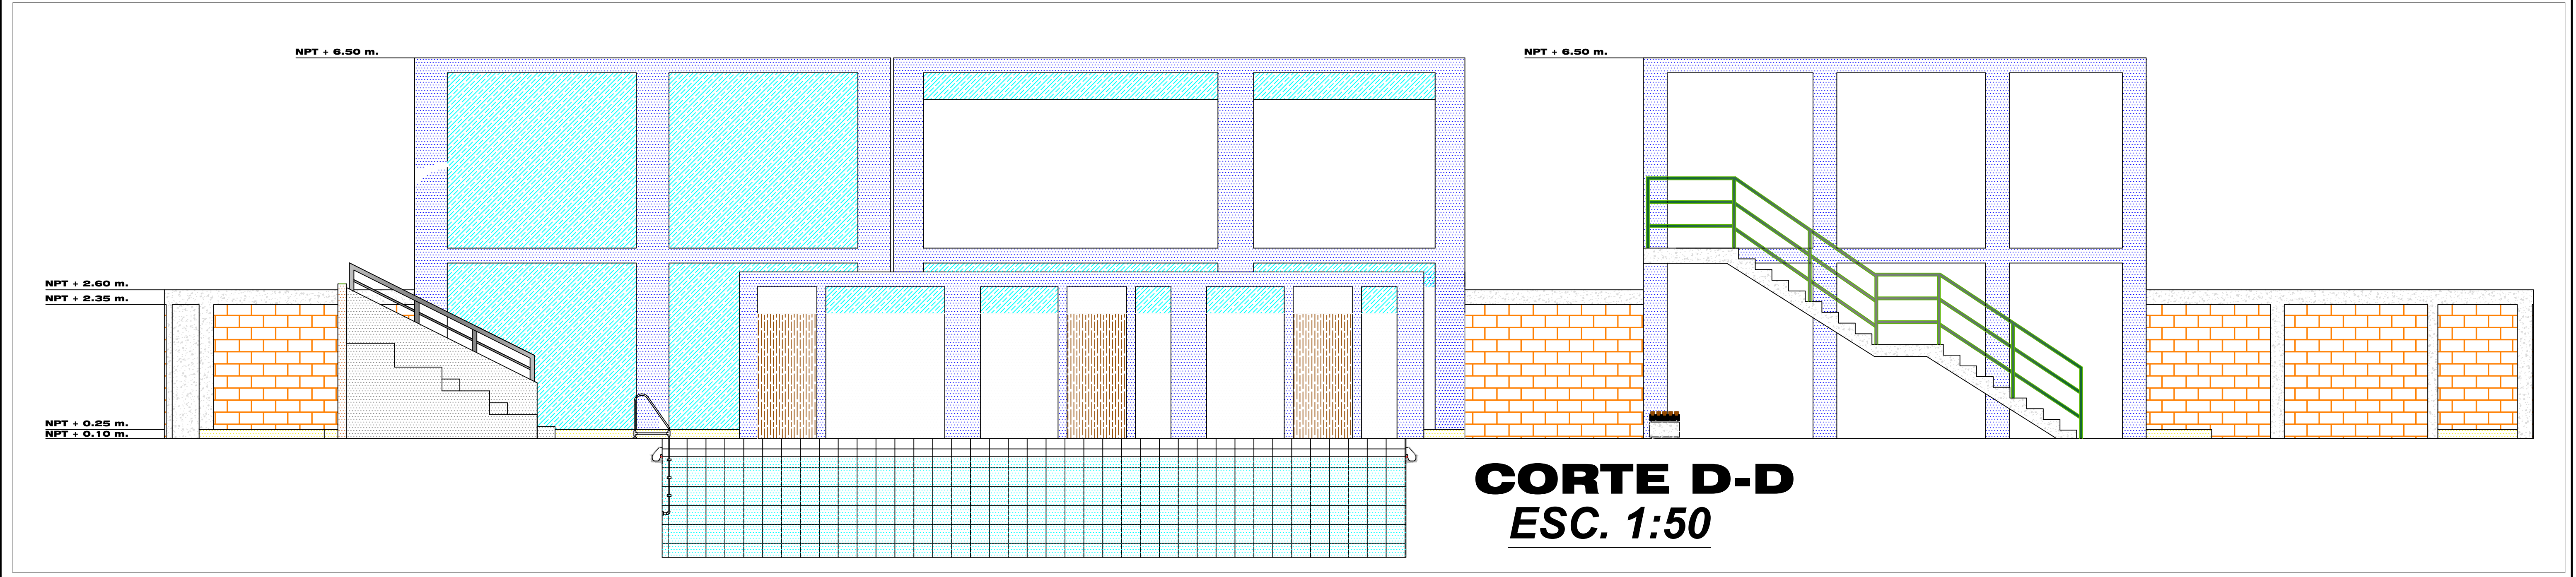 NPT + 6.50 m.
NPT + 6.50 m.
NPT + 2.60 m.
NPT + 2.35 m.
NPT + 0.25 m.
NPT + 0.10 m.
CORTE D-D
ESC. 1:50